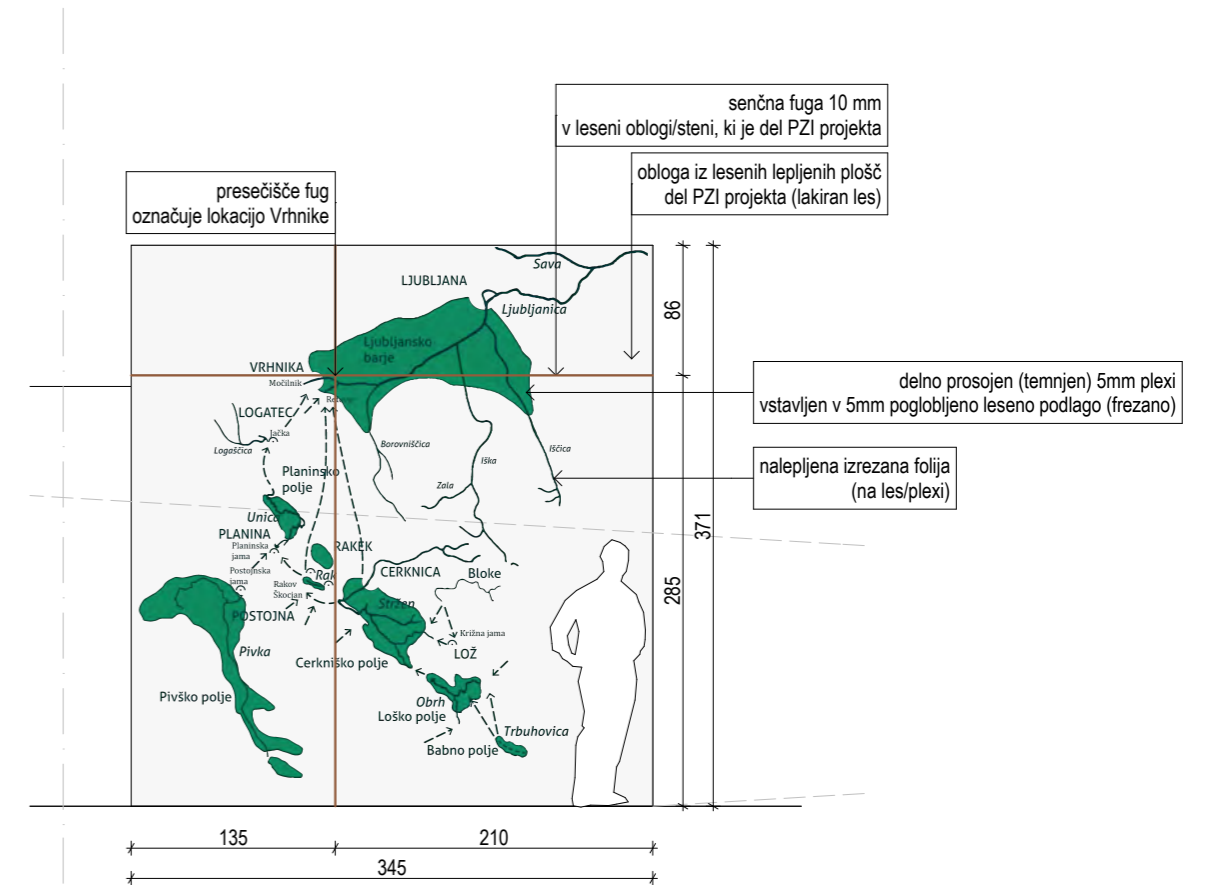 senčna fuga 10 mm
v leseni oblogi/steni, ki je del PZI projekta
obloga iz lesenih lepljenih plošč
del PZI projekta (lakiran les)
presečišče fug
označuje lokacijo Vrhnike
Sava
LJUBLJANA
Ljubljanica
86
Ljubljansko
barje
VRHNIKA
Močilnik
delno prosojen (temnjen) 5mm plexi
vstavljen v 5mm poglobljeno leseno podlago (frezano)
LOGATEC
Jačka
Logaščica
Borovniščica
Iška
Iščica
nalepljena izrezana folija
(na les/plexi)
Planinsko
polje
Zala
Unica
PLANINA
371
Planinska
jama
RAKEK
Postojnska
jama
Rak
CERKNICA
Bloke
Rakov
Škocjan
285
Stržen
POSTOJNA
Križna jama
LOŽ
Pivka
Cerkniško polje
Pivško polje
Obrh
Loško polje
Trbuhovica
Babno polje
135
210
345